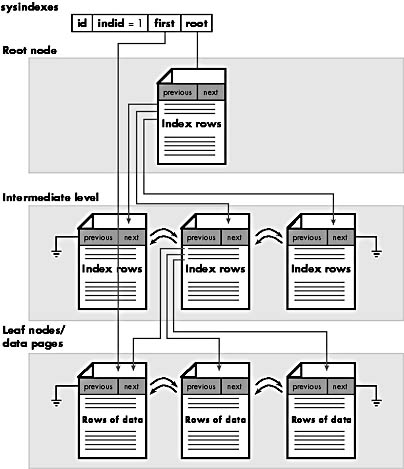 sysindexes
id indid = 1 first root
Root node
previous next
Index rows
Intermediate level
previous next previous next previous next
Index rows Index rows Index rows
Leaf nodes/
data pages
previous next previous next previous next
Rows of data Rows of data Rows of data